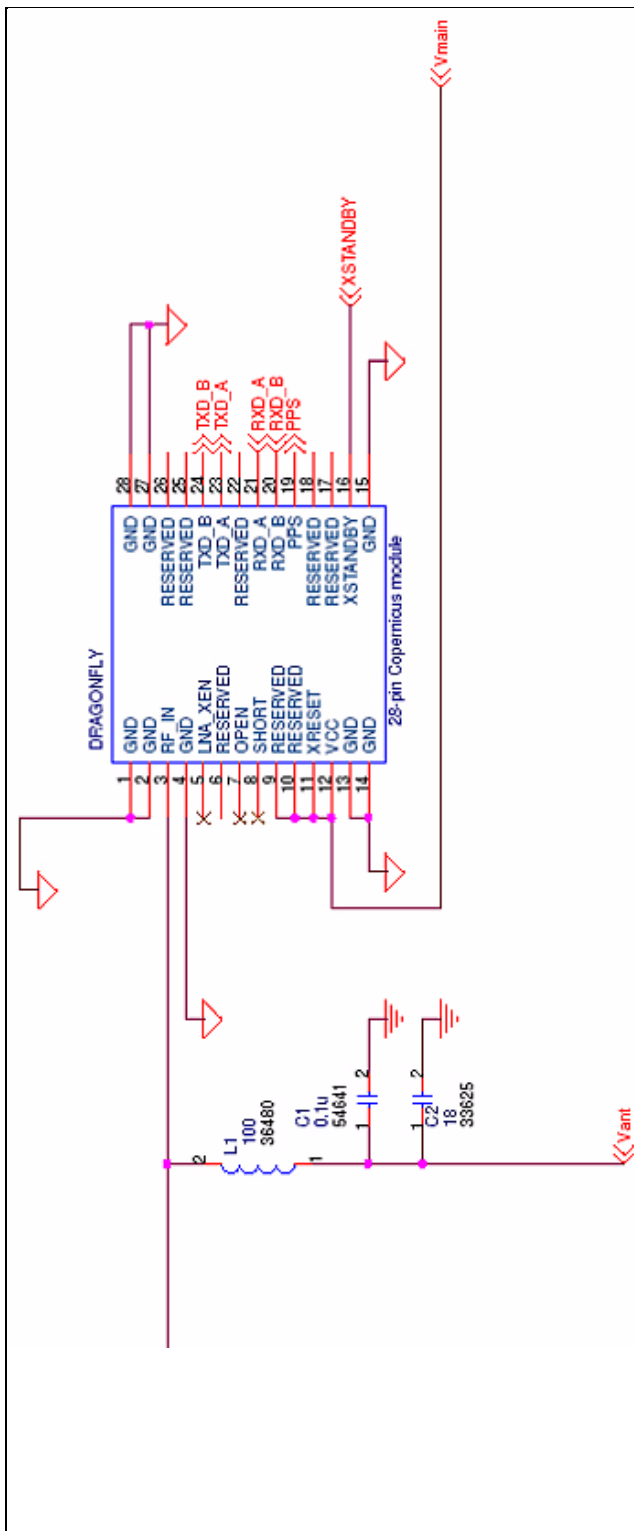 DRAGONFLY
1 GND
2 GND
3 RF_IN
4 GND
5 LNA_XEN
6 RESERVED
7 OPEN
8 SHORT
9 RESERVED
10 RESERVED
11 XRESET
12 VCC
13 GND
14 GND
28 GND
27 GND
26 RESERVED
25 RESERVED
24 TXD_B
23 TXD_A
22 RESERVED
21 RXD_A
20 RXD_B
19 PPS
18 RESERVED
17 RESERVED
16 XSTANDBY
15 GND
28-pin Copernicus module
TXD_B
TXD_A
RXD_A
RXD_B
PPS
XSTANDBY
Vmain
2
L1
100
36480
1
C1
0.1u
54641
1
2
1
2
C2
18
33625
Vant